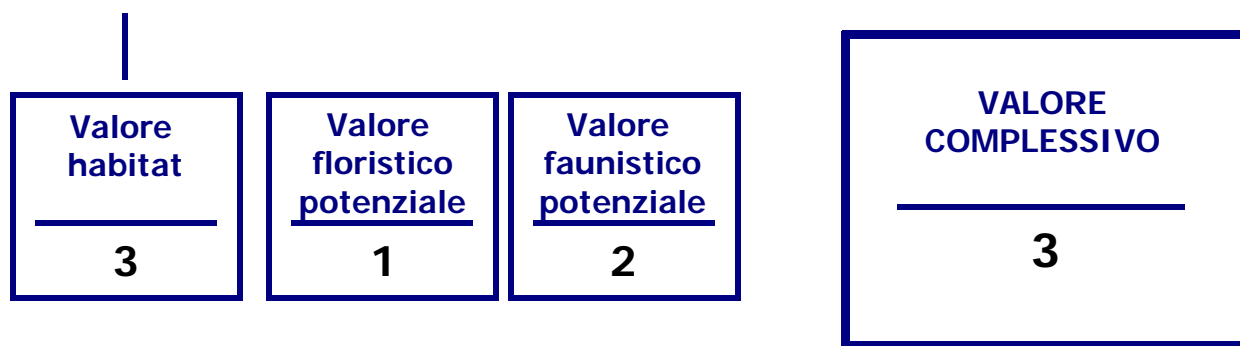 Valore
habitat
3
Valore
floristico
potenziale
1
Valore
faunistico
potenziale
2
VALORE
COMPLESSIVO
3